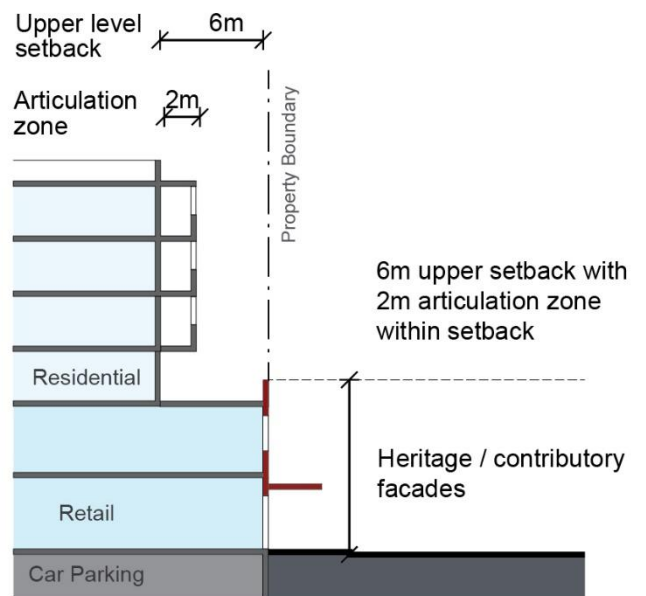 Upper level
setback
6m
Articulation
zone
2m
Property Boundary
6m upper setback with
2m articulation zone
within setback
Residential
Heritage / contributory
facades
Retail
Car Parking